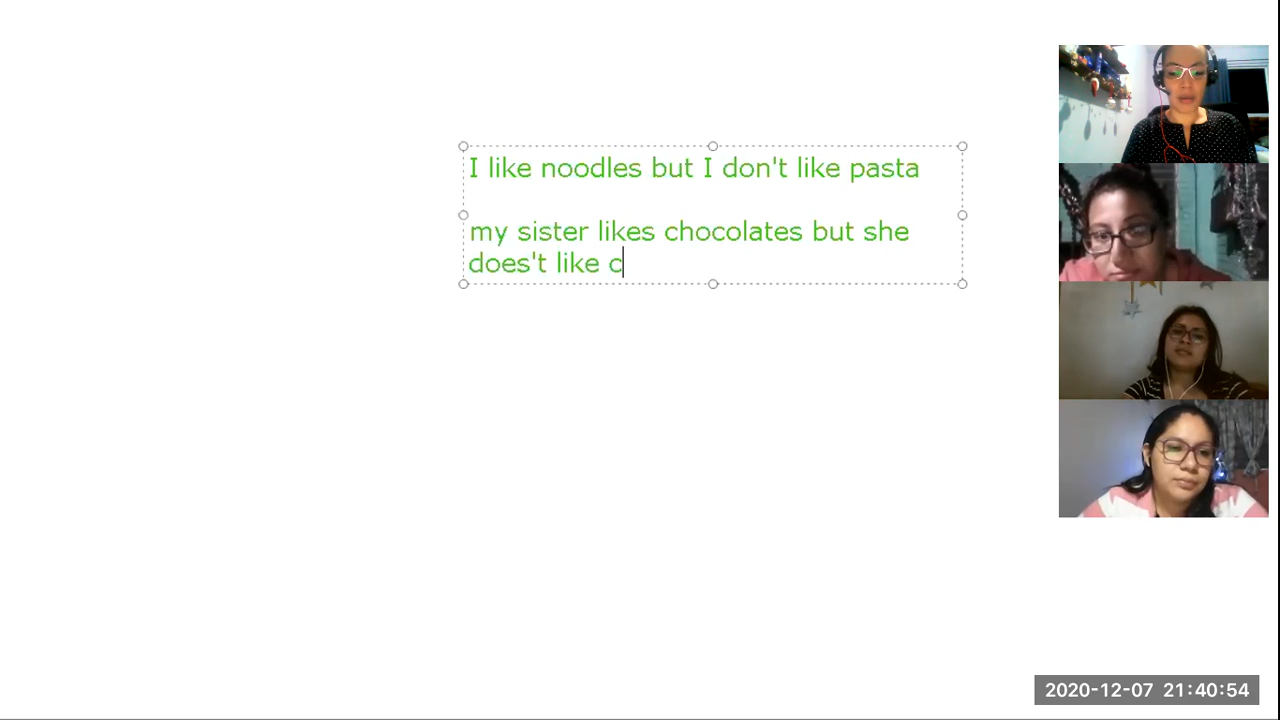 I like noodles but I don't like pasta
my sister likes chocolates but she
does't like c
2020-12-07 21:40:54